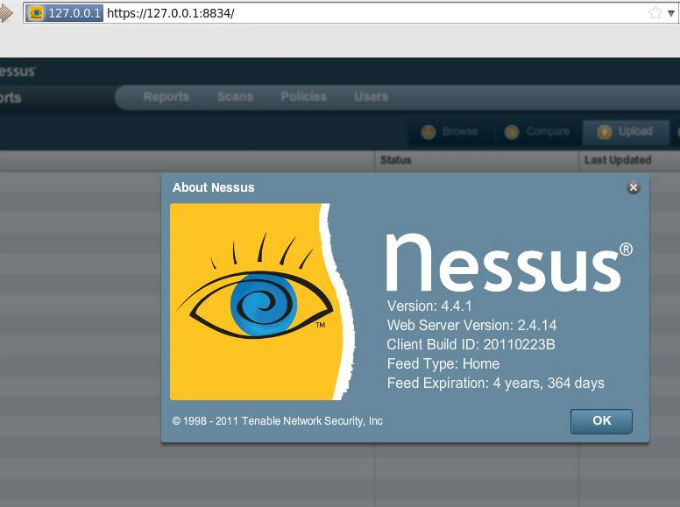 127.0.0.1 https://127.0.0.1:8834/
essus
orts
Reports Scans Policies Users
Browse Compare Upload
Status Last Updated
About Nessus
nessus®
TM
Version: 4.4.1
Web Server Version: 2.4.14
Client Build ID: 20110223B
Feed Type: Home
Feed Expiration: 4 years, 364 days
© 1998 - 2011 Tenable Network Security, Inc
OK